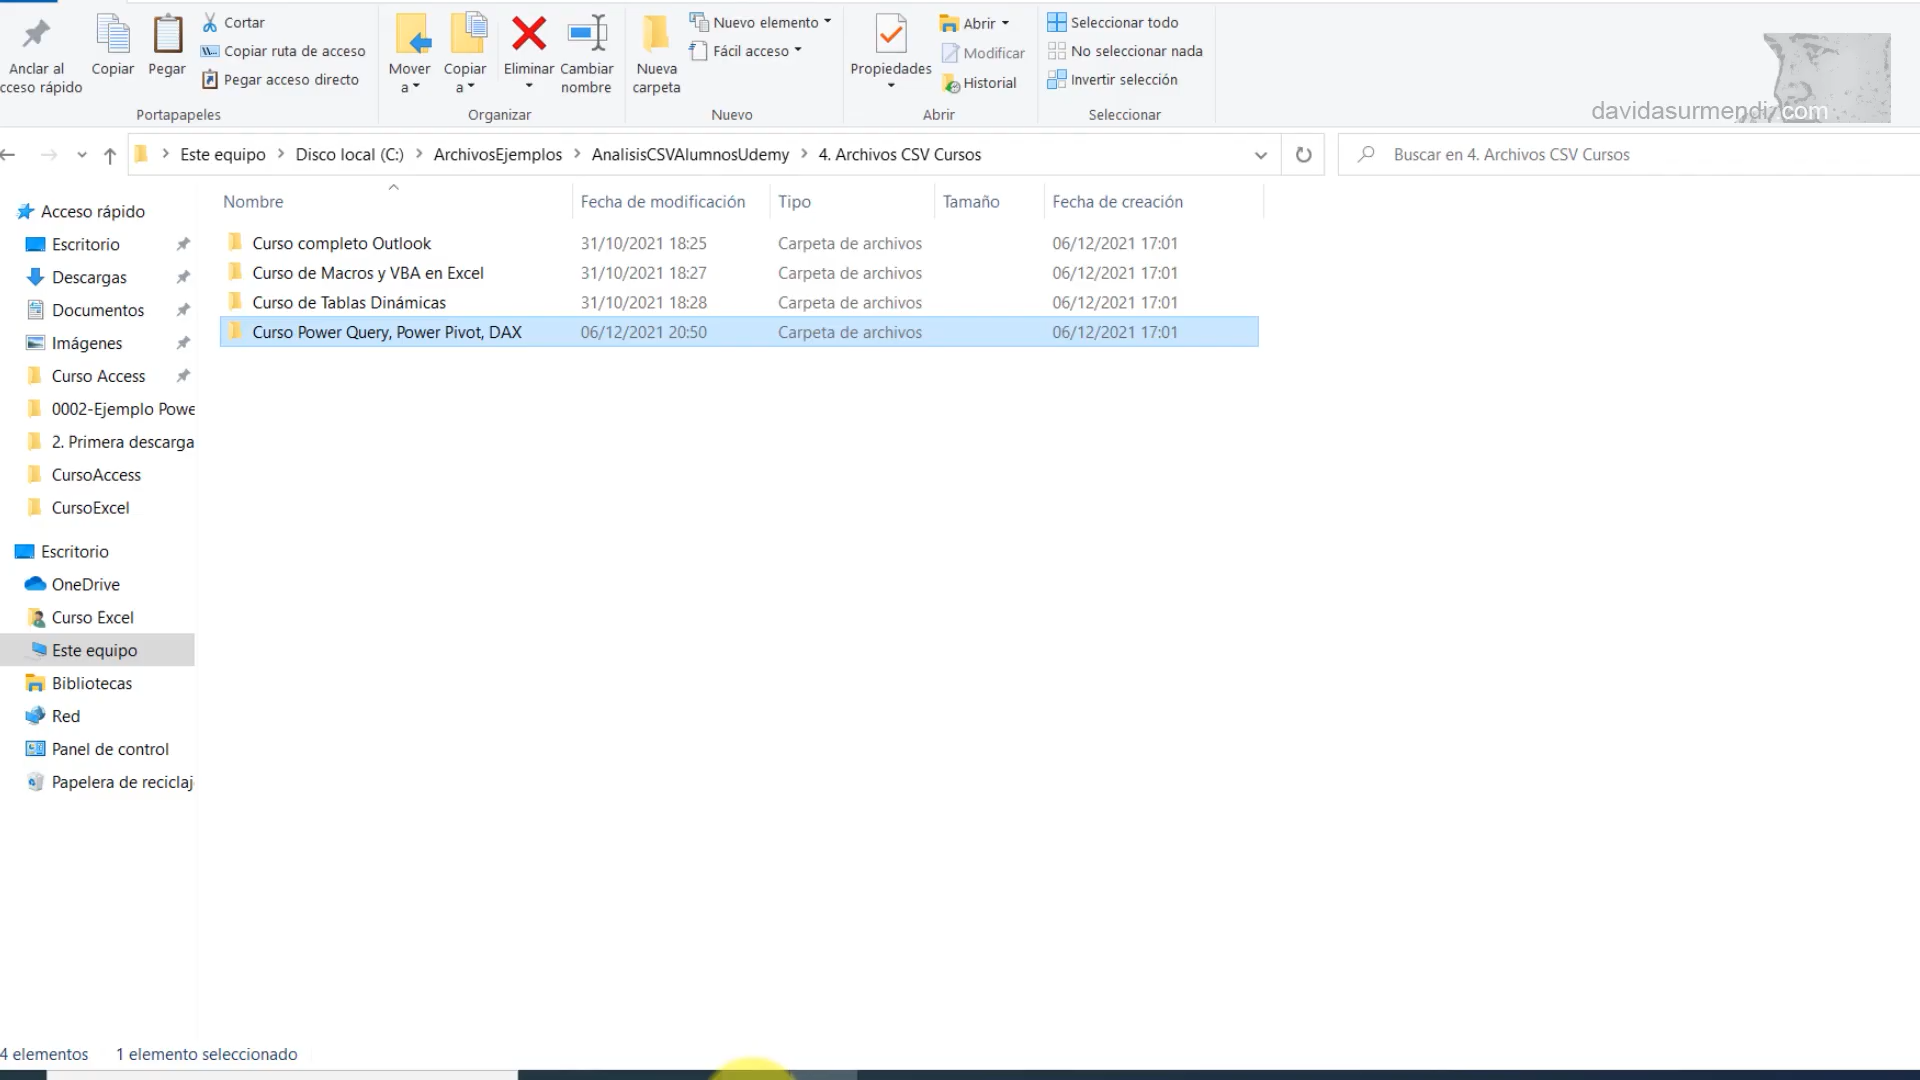 Anclar al
cceso rápido
Copiar
Pegar
Cortar
Copiar ruta de acceso
Pegar acceso directo
Portapapeles
Mover
a
Copiar
a
Eliminar
Cambiar
nombre
Organizar
Nueva
carpeta
Nuevo elemento
Fácil acceso
Nuevo
Propiedades
Abrir
Modificar
Historial
Abrir
Seleccionar todo
No seleccionar nada
Invertir selección
Seleccionar
davidasurmendi.com
Este equipo > Disco local (C:) > ArchivosEjemplos > AnalisisCSVAlumnosUdemy > 4. Archivos CSV Cursos
Buscar en 4. Archivos CSV Cursos
Nombre Fecha de modificación Tipo Tamaño Fecha de creación
Curso completo Outlook 31/10/2021 18:25 Carpeta de archivos 06/12/2021 17:01
Curso de Macros y VBA en Excel 31/10/2021 18:27 Carpeta de archivos 06/12/2021 17:01
Curso de Tablas Dinámicas 31/10/2021 18:28 Carpeta de archivos 06/12/2021 17:01
Curso Power Query, Power Pivot, DAX 06/12/2021 20:50 Carpeta de archivos 06/12/2021 17:01
Acceso rápido
Escritorio
Descargas
Documentos
Imágenes
Curso Access
0002-Ejemplo Powe
2. Primera descarga
CursoAccess
CursoExcel
Escritorio
OneDrive
Curso Excel
Este equipo
Bibliotecas
Red
Panel de control
Papelera de reciclaj
4 elementos 1 elemento seleccionado